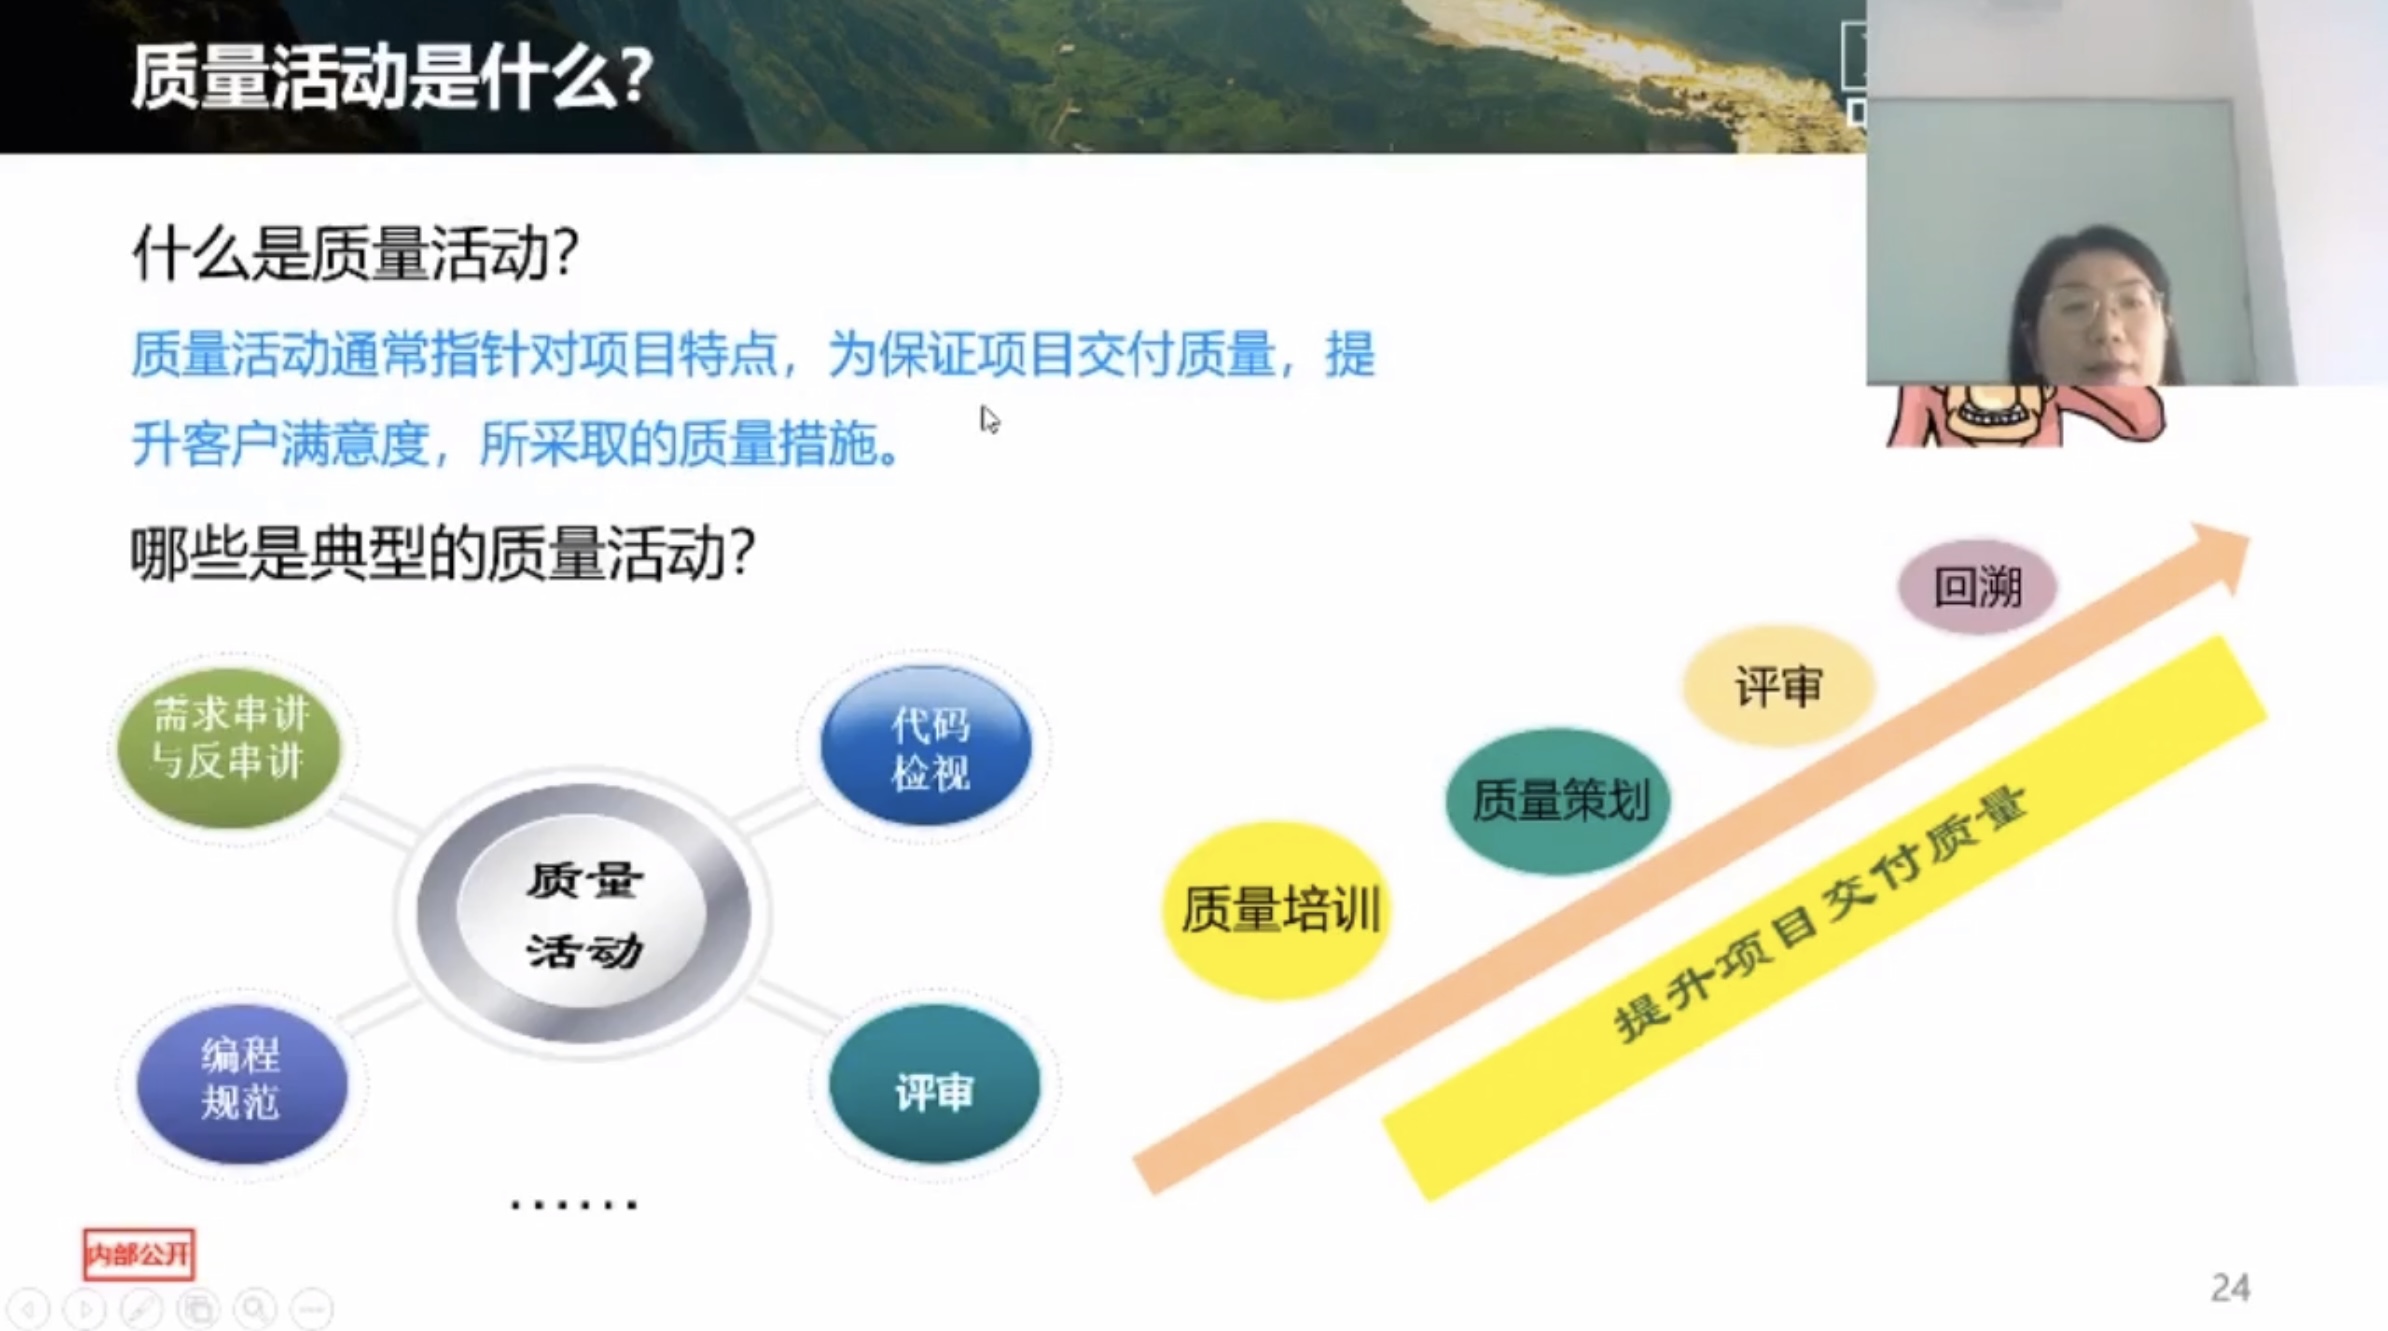 质量活动是什么?
什么是质量活动?
质量活动通常指针对项目特点，为保证项目交付质量，提
升客户满意度，所采取的质量措施。
哪些是典型的质量活动?
需求串讲
与反串讲
代码
检视
质量
活动
编程
规范
评审
......
质量培训
质量策划
评审
回溯
提升项目交付质量
内部公开
24